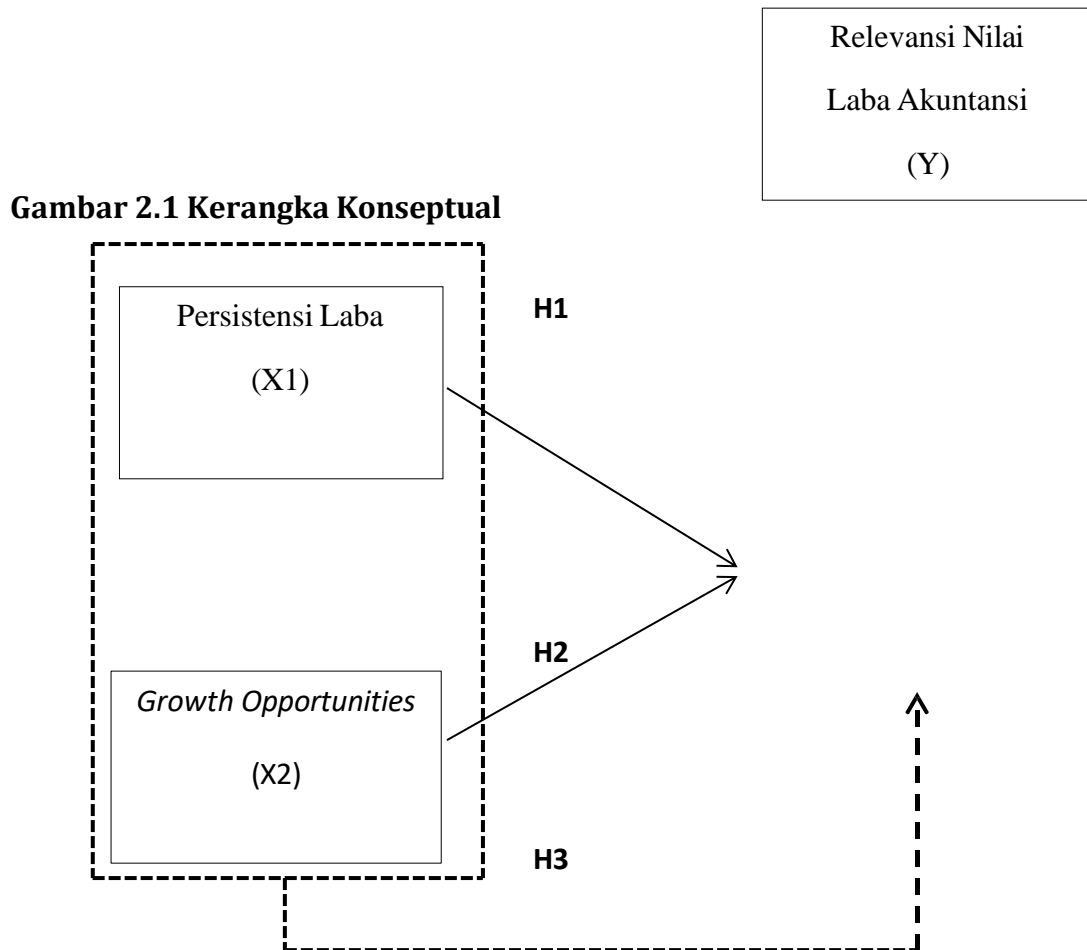 Relevansi Nilai
Laba Akuntansi
(Y)
Gambar 2.1 Kerangka Konseptual
Persistensi Laba
(X1)
H1
H2
Growth Opportunities
(X2)
H3